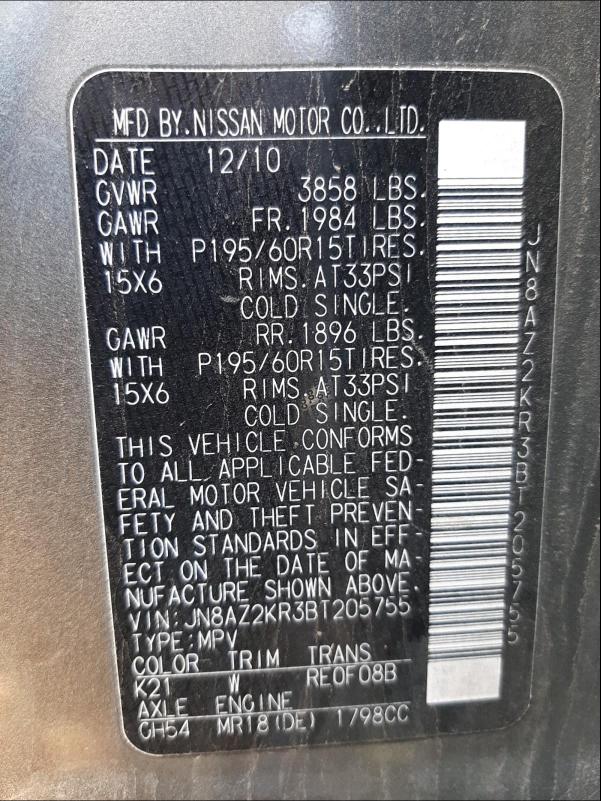 MFD BY.NISSAN MOTOR CO.,LTD.
DATE 12/10
GVWR 3858 LBS.
GAWR FR.1984 LBS.
WITH P195/60R15TIRES.
15X6 RIMS.AT33PSI
COLD SINGLE.
GAWR RR.1896 LBS.
WITH P195/60R15TIRES.
15X6 RIMS.AT33PSI
COLD SINGLE.
THIS VEHICLE CONFORMS
TO ALL APPLICABLE FED-
ERAL MOTOR VEHICLE SA-
FETY AND THEFT PREVEN-
TION STANDARDS IN EFF-
ECT ON THE DATE OF MA-
NUFACTURE SHOWN ABOVE.
VIN:JN8AZ2KR3BT205755
TYPE:MPV
COLOR TRIM TRANS
K21 W RE0F08B
AXLE ENGINE
CH54 MR18(DE) 1798CC
JN8AZ2KR3BT205755